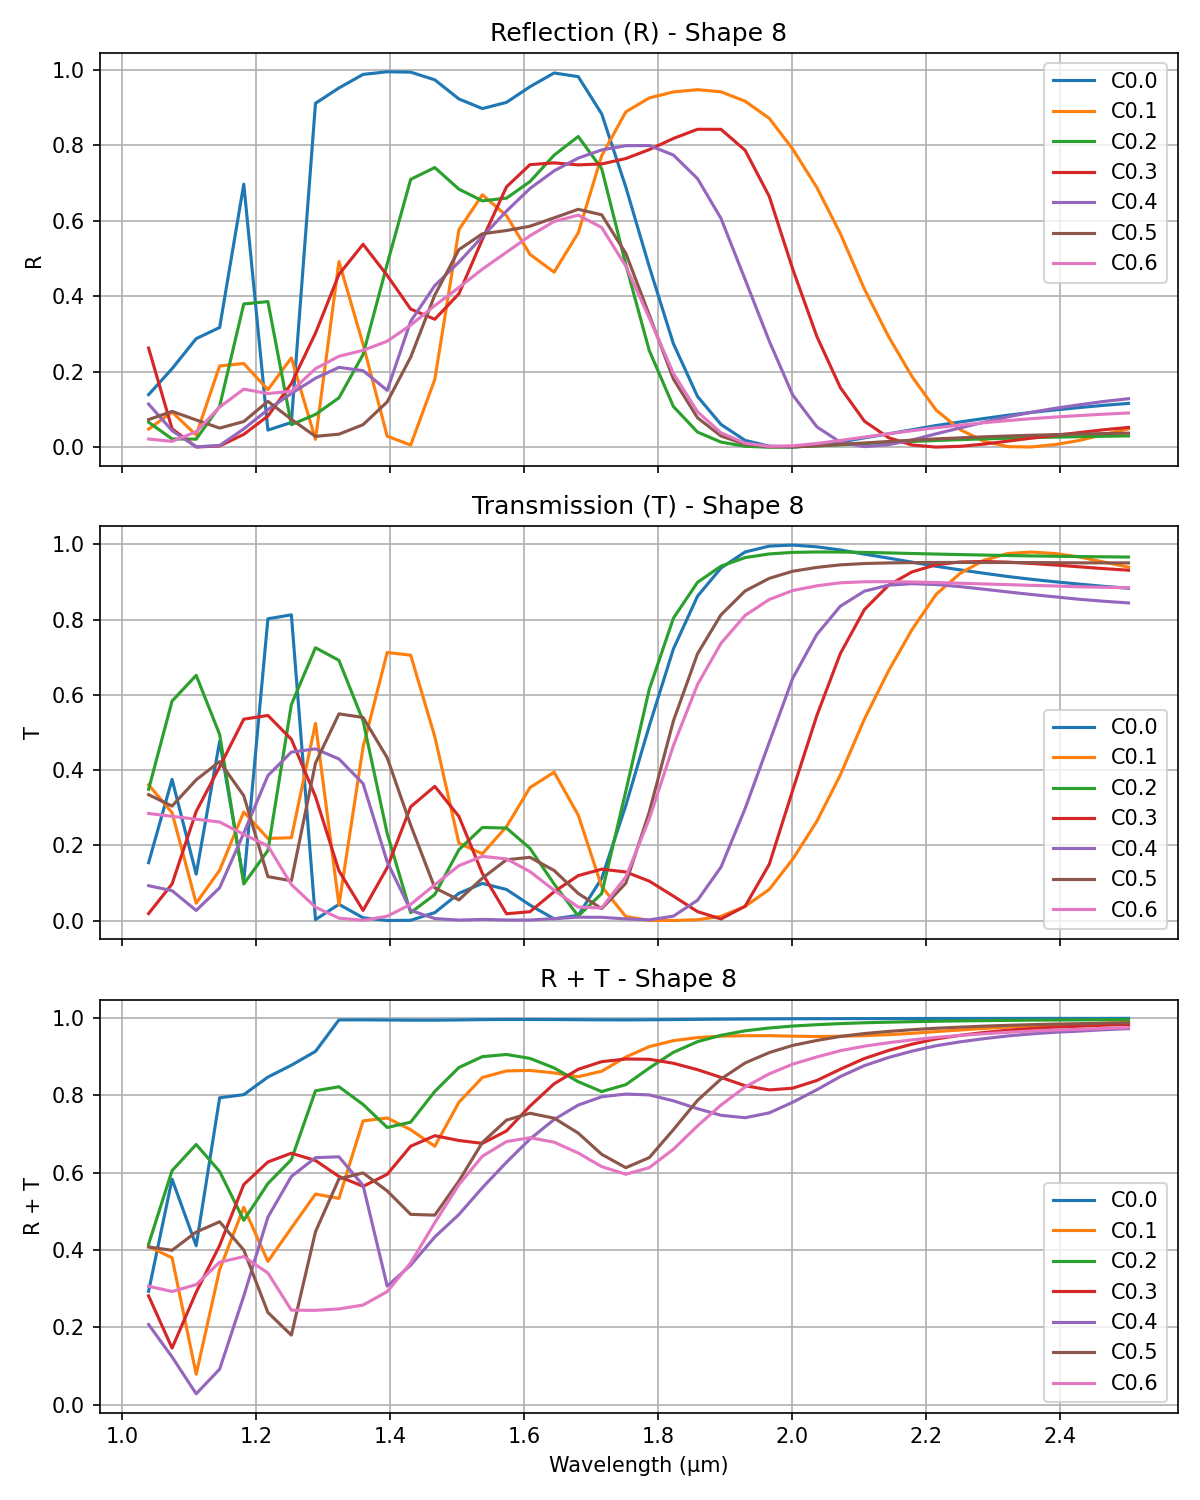 Reflection (R) - Shape 8
1.0
0.8
0.6
0.4
0.2
0.0
R
C0.0
C0.1
C0.2
C0.3
C0.4
C0.5
C0.6
Transmission (T) - Shape 8
1.0
0.8
0.6
0.4
0.2
0.0
T
C0.0
C0.1
C0.2
C0.3
C0.4
C0.5
C0.6
R + T - Shape 8
1.0
0.8
0.6
0.4
0.2
0.0
R + T
C0.0
C0.1
C0.2
C0.3
C0.4
C0.5
C0.6
1.0 1.2 1.4 1.6 1.8 2.0 2.2 2.4
Wavelength (μm)